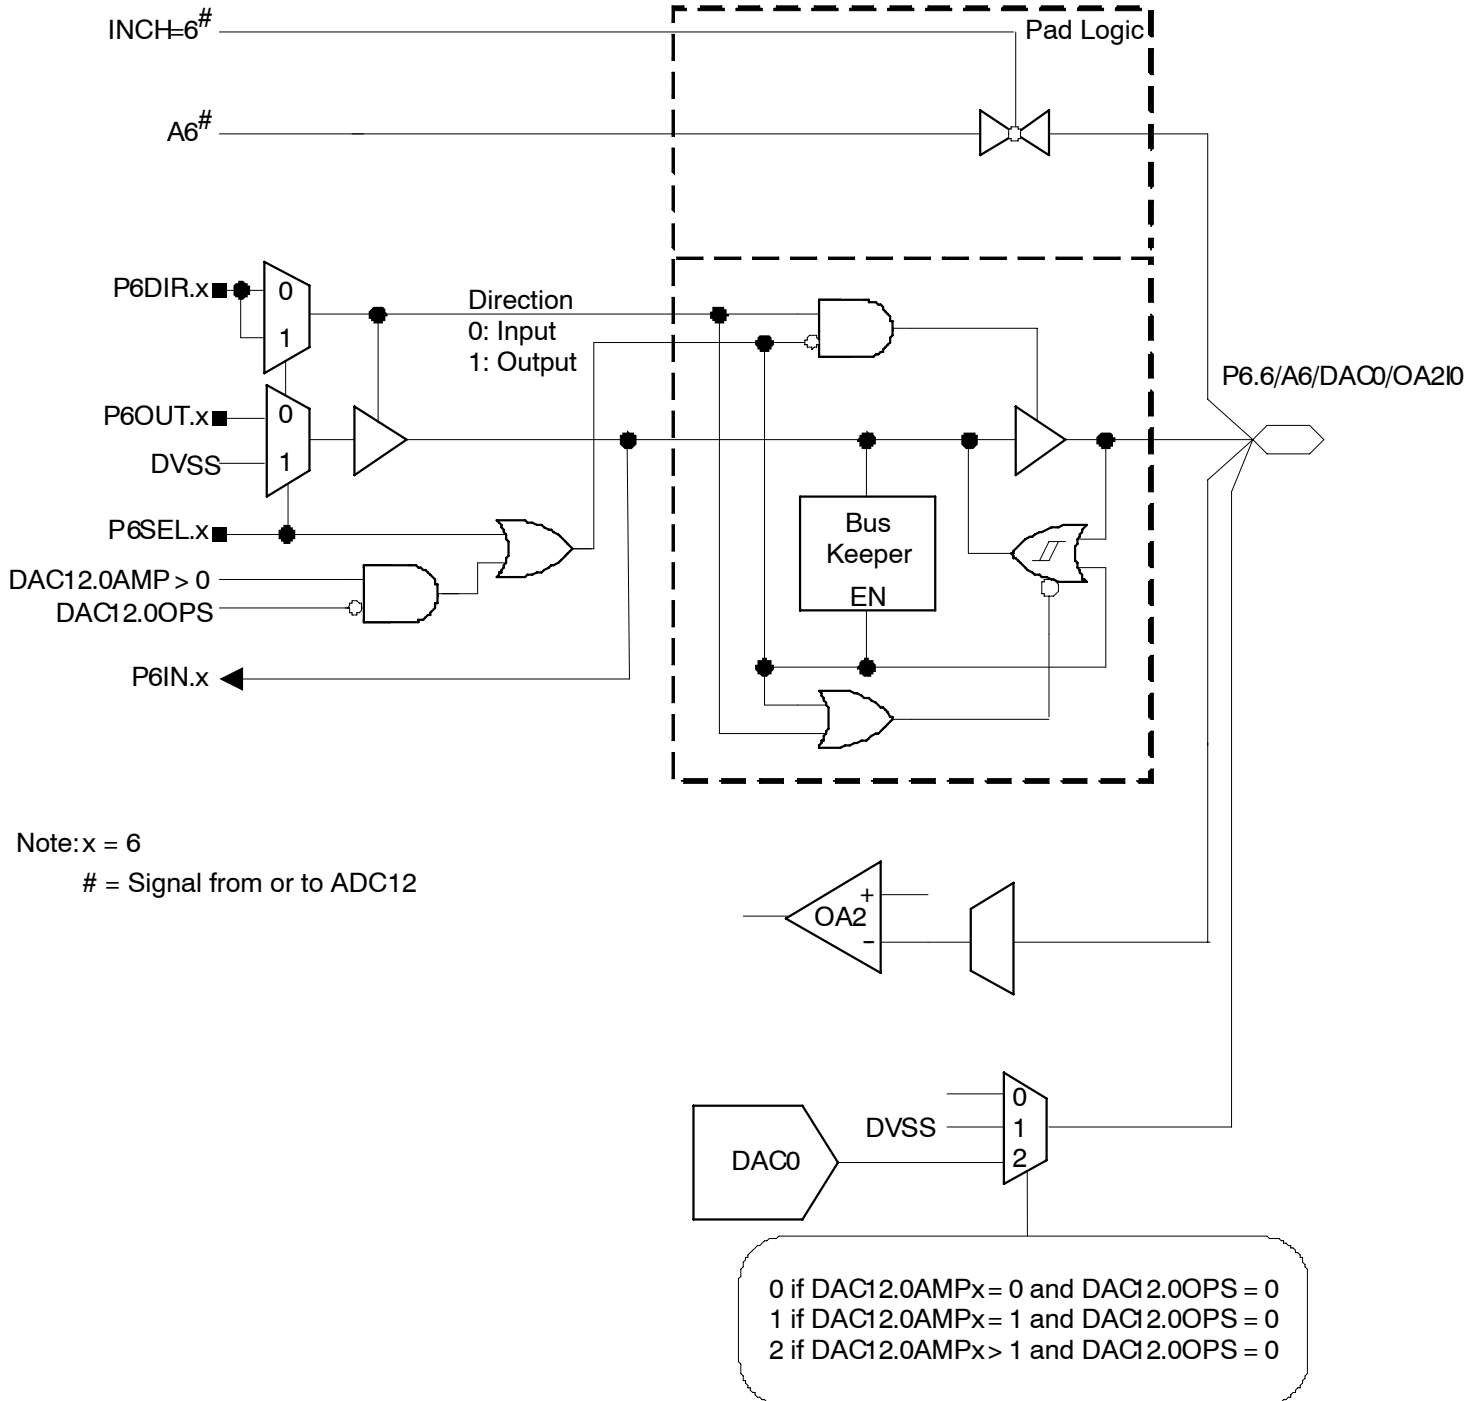 INCH=6#
Pad Logic
A6#
P6DIR.x
0
1
Direction
0: Input
1: Output
P6.6/A6/DAC0/OA2I0
P6OUT.x
0
DVSS
1
P6SEL.x
Bus
Keeper
EN
DAC12.0AMP > 0
DAC12.0OPS
P6IN.x
Note: x = 6
# = Signal from or to ADC12
+
OA2
−
0
DVSS
1
DAC0
2
0 if DAC12.0AMPx = 0 and DAC12.0OPS = 0
1 if DAC12.0AMPx = 1 and DAC12.0OPS = 0
2 if DAC12.0AMPx > 1 and DAC12.0OPS = 0